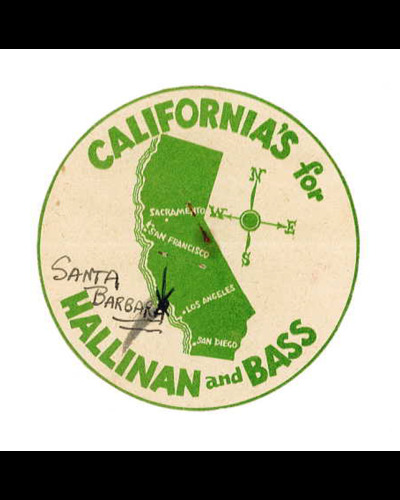 CALIFORNIA'S for
N
W E
S
SACRAMENTO
SAN FRANCISCO
SANTA
BARBARA
LOS ANGELES
SAN DIEGO
HALLINAN and BASS